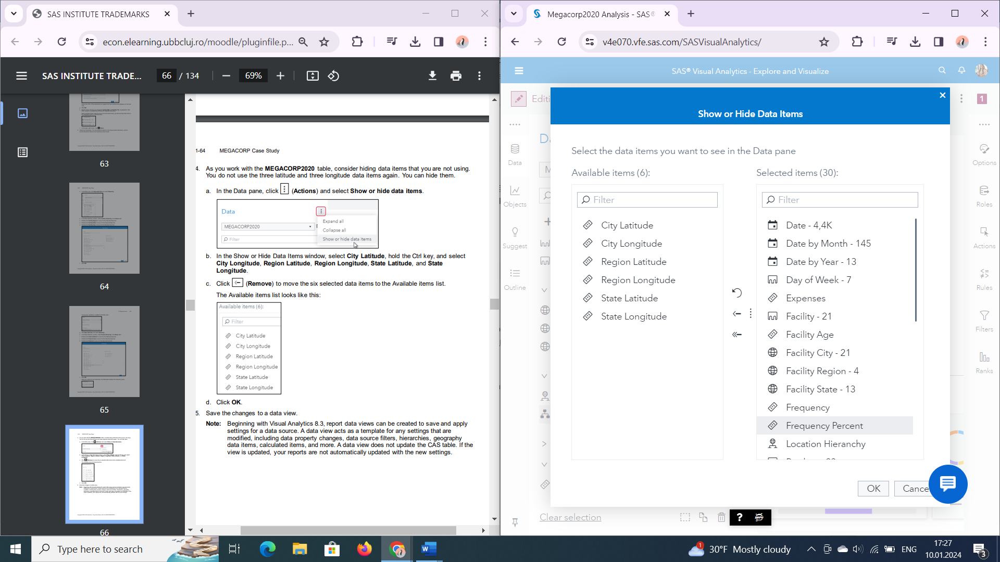 SAS INSTITUTE TRADEMARKS
econ.elearning.ubbcluj.ro/moodle/pluginfile.p...
SAS INSTITUTE TRADE...
66 / 134
69%
63
64
65
66
1-64 MEGACORP Case Study
4. As you work with the MEGACORP2020 table, consider hiding data items that you are not using.
You do not use the three latitude and three longitude data items again. You can hide them.
a. In the Data pane, click (Actions) and select Show or hide data items.
Data
MEGACORP2020
Filter
Expand all
Collapse all
Show or hide data items
b. In the Show or Hide Data Items window, select City Latitude, hold the Ctrl key, and select
City Longitude, Region Latitude, Region Longitude, State Latitude, and State
Longitude.
c. Click (Remove) to move the six selected data items to the Available items list.
The Available items list looks like this:
Available items (6):
Filter
City Latitude
City Longitude
Region Latitude
Region Longitude
State Latitude
State Longitude
d. Click OK.
5. Save the changes to a data view.
Note: Beginning with Visual Analytics 8.3, report data views can be created to save and apply
settings for a data source. A data view acts as a template for any settings that are
modified, including data property changes, data source filters, hierarchies, geography
data items, calculated items, and more. A data view does not update the CAS table. If the
view is updated, your reports are not automatically updated with the new settings.
Megacorp2020 Analysis - SAS®
v4e070.vfe.sas.com/SASVisualAnalytics/
SAS® Visual Analytics - Explore and Visualize
Editi
1
Data
Objects
Suggest
Outline
Da
M
Show or Hide Data Items
Select the data items you want to see in the Data pane
Available items (6):
Filter
City Latitude
City Longitude
Region Latitude
Region Longitude
State Latitude
State Longitude
Selected items (30):
Filter
Date - 4,4K
Date by Month - 145
Date by Year - 13
Day of Week - 7
Expenses
Facility - 21
Facility Age
Facility City - 21
Facility Region - 4
Facility State - 13
Frequency
Frequency Percent
Location Hierarchy
OK
Cance
Options
Roles
Actions
Rules
Filters
Ranks
Clear selection
Type here to search
1
30°F Mostly cloudy
ENG
17:27
10.01.2024
3